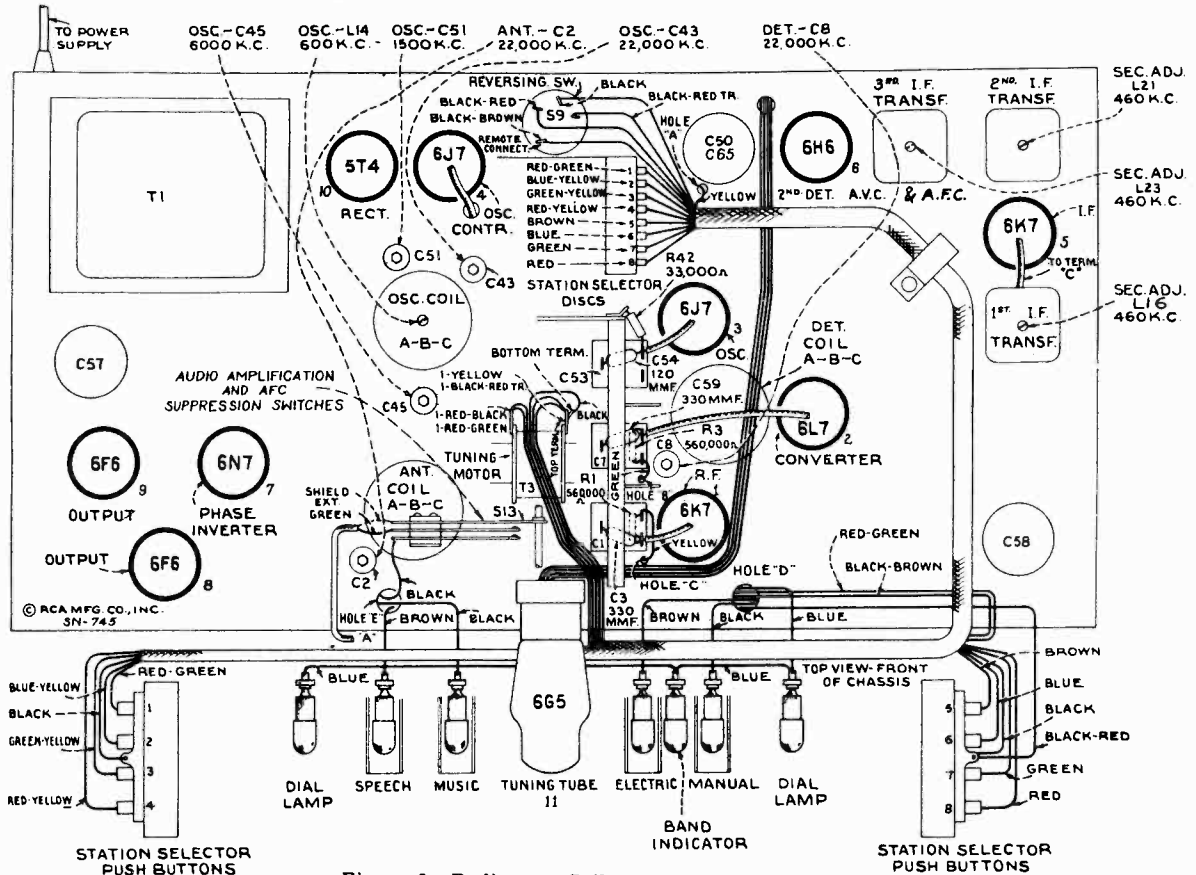 TO POWER
SUPPLY
OSC.-C45
6000 K.C.
OSC.-L14
600 K.C.
OSC.-C51
1500 K.C.
ANT.-C2
22,000 K.C.
OSC.-C43
22,000 K.C.
DET.-C8
22,000 K.C.
REVERSING SW.
BLACK
BLACK-RED
BLACK-BROWN
S9
BLACK-RED TR.
REMOTE
CONNECT.
HOLE
"A"
C50
C65
6H6
6
2ND. DET.
A.V.C.
& A.F.C.
3RD I.F.
TRANSF.
2ND. I.F.
TRANSF.
SEC. ADJ.
L21
460 K.C.
SEC. ADJ.
L23
460 K.C.
SEC. ADJ.
L16
460 K.C.
T1
5T4
10
RECT.
6J7
4
OSC.
CONTR.
RED-GREEN 1
BLUE-YELLOW 2
GREEN-YELLOW 3
RED-YELLOW 4
BROWN 5
BLUE 6
GREEN 7
RED 8
YELLOW
STATION SELECTOR
DISCS
6K7
I.F.
5
TO TERM.
"C"
1ST. I.F.
TRANSF.
C51
C43
OSC. COIL
A-B-C
R42
33,000Ω
6J7
3
OSC.
DET.
COIL
A-B-C
C57
BOTTOM TERM.
C53
C54
120
MMF.
C59
330 MMF.
AUDIO AMPLIFICATION
AND AFC
SUPPRESSION SWITCHES
1-YELLOW
1-BLACK-RED TR.
C45
1-RED-BLACK
1-RED-GREEN
BLACK
TOP TERM.
TUNING
MOTOR
T3
C7
R3
560,000Ω
C8
6L7
2
CONVERTER
GREEN
R1
560,000Ω
HOLE B
R.F.
1
6K7
YELLOW
C1
6F6
9
OUTPUT
6N7
7
PHASE
INVERTER
ANT.
COIL
A-B-C
SHIELD
EXT.
GREEN
S13
OUTPUT
6F6
8
C2
C58
RED-GREEN
BLACK-BROWN
HOLE "C"
HOLE "D"
C3
330
MMF.
© RCA MFG. CO., INC.
SN-745
HOLE "E"
"A"
BLACK
BROWN
BLACK
BROWN
BLACK
BLUE
TOP VIEW-FRONT
OF CHASSIS
RED-GREEN
BLUE-YELLOW
BLACK
GREEN-YELLOW
RED-YELLOW
1
2
3
4
BLUE
6G5
BLUE
BROWN
BLUE
BLACK
BLACK-RED
GREEN
RED
5
6
7
8
DIAL
LAMP
SPEECH
MUSIC
TUNING TUBE
11
ELECTRIC
MANUAL
DIAL
LAMP
BAND
INDICATOR
STATION SELECTOR
PUSH BUTTONS
STATION SELECTOR
PUSH BUTTONS